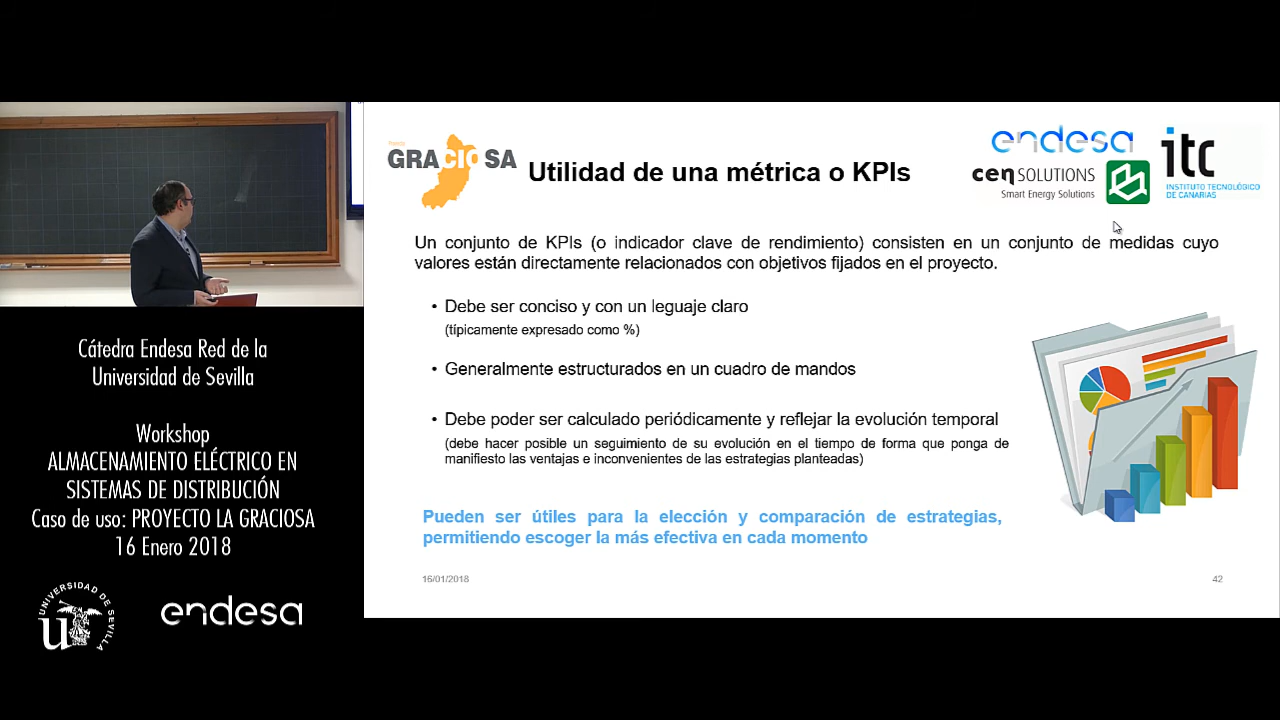 GRACIOSA
Utilidad de una métrica o KPIs
endesa
cenSOLUTIONS
Smart Energy Solutions
itc
INSTITUTO TECNOLÓGICO
DE CANARIAS
Un conjunto de KPIs (o indicador clave de rendimiento) consisten en un conjunto de medidas cuyo
valores están directamente relacionados con objetivos fijados en el proyecto.
• Debe ser conciso y con un leguaje claro
(típicamente expresado como %)
• Generalmente estructurados en un cuadro de mandos
• Debe poder ser calculado periódicamente y reflejar la evolución temporal
(debe hacer posible un seguimiento de su evolución en el tiempo de forma que ponga de
manifiesto las ventajas e inconvenientes de las estrategias planteadas)
Pueden ser útiles para la elección y comparación de estrategias,
permitiendo escoger la más efectiva en cada momento
16/01/2018
42
Cátedra Endesa Red de la
Universidad de Sevilla
Workshop
ALMACENAMIENTO ELÉCTRICO EN
SISTEMAS DE DISTRIBUCIÓN
Caso de uso: PROYECTO LA GRACIOSA
16 Enero 2018
UNIVERSIDAD DE SEVILLA
endesa